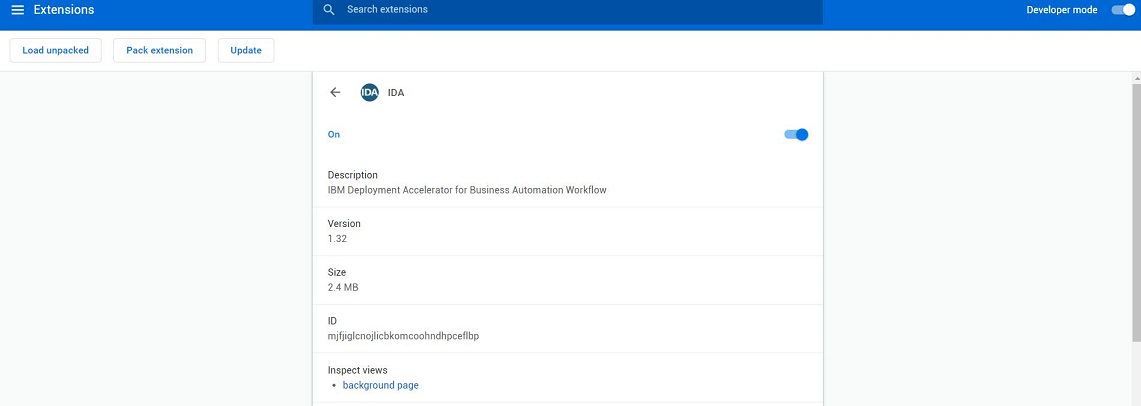 Extensions
Search extensions
Developer mode
Load unpacked
Pack extension
Update
IDA IDA
On
Description
IBM Deployment Accelerator for Business Automation Workflow
Version
1.32
Size
2.4 MB
ID
mjfjiglcnojlicbkomcoohndhpceflbp
Inspect views
• background page